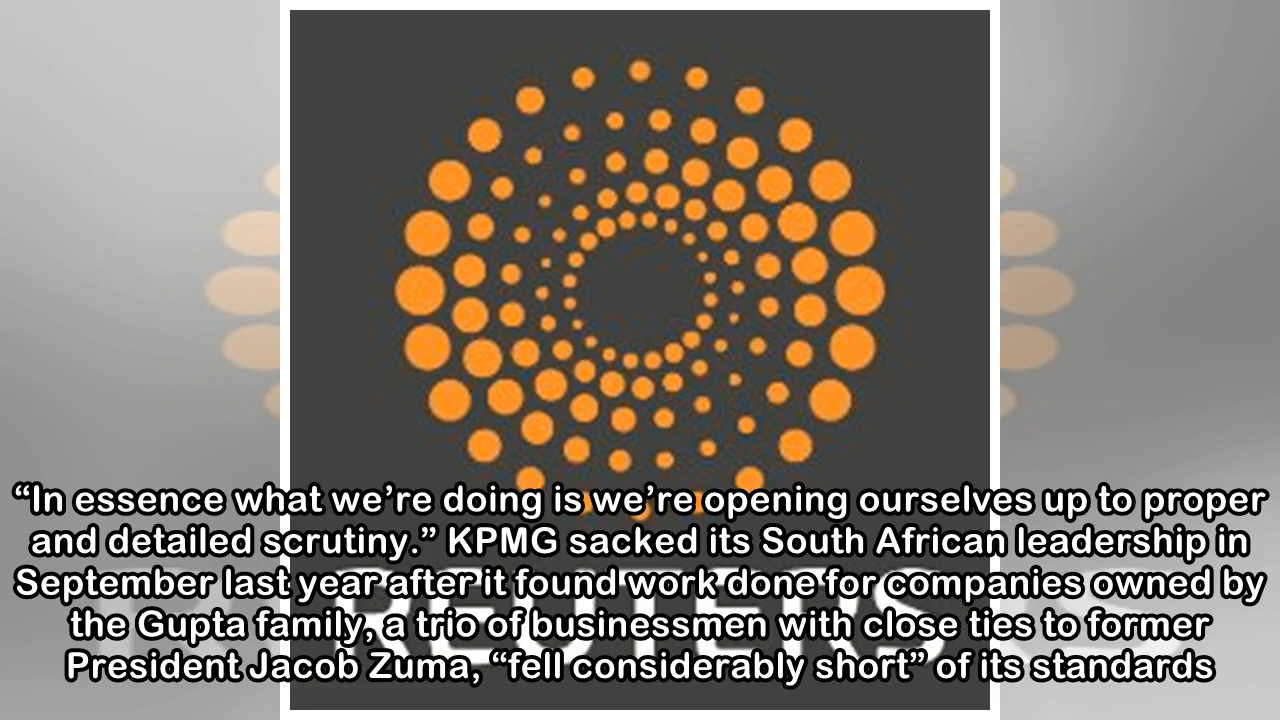 “In essence what we’re doing is we’re opening ourselves up to proper
and detailed scrutiny.” KPMG sacked its South African leadership in
September last year after it found work done for companies owned by
the Gupta family, a trio of businessmen with close ties to former
President Jacob Zuma, “fell considerably short” of its standards
REUTERS